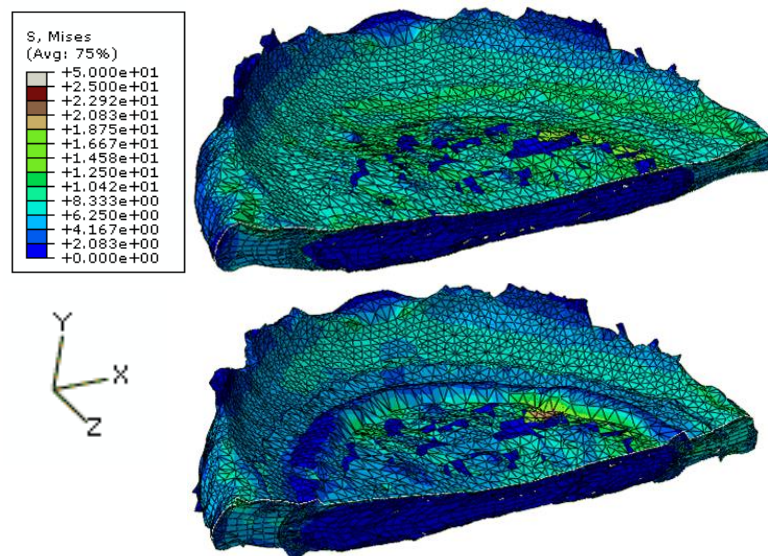 S, Mises
(Avg: 75%)
+5.000e+01
+2.500e+01
+2.292e+01
+2.083e+01
+1.875e+01
+1.667e+01
+1.458e+01
+1.250e+01
+1.042e+01
+8.333e+00
+6.250e+00
+4.167e+00
+2.083e+00
+0.000e+00
Y
X
Z